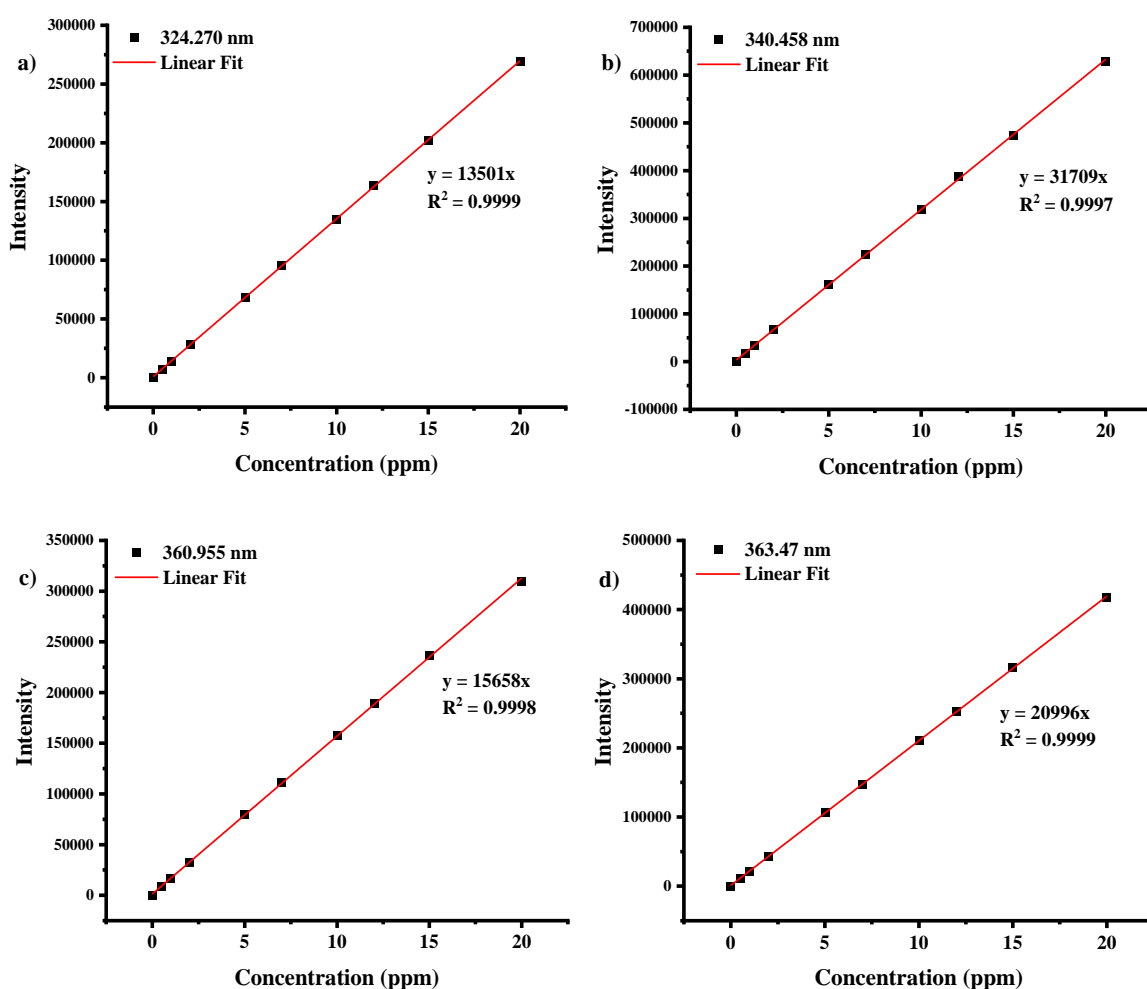 a)
324.270 nm
Linear Fit
300000
250000
200000
150000
100000
50000
0
Intensity
y = 13501x
R² = 0.9999
0 5 10 15 20
Concentration (ppm)
b)
340.458 nm
Linear Fit
700000
600000
500000
400000
300000
200000
100000
0
-100000
Intensity
y = 31709x
R² = 0.9997
0 5 10 15 20
Concentration (ppm)
c)
360.955 nm
Linear Fit
350000
300000
250000
200000
150000
100000
50000
0
Intensity
y = 15658x
R² = 0.9998
0 5 10 15 20
Concentration (ppm)
d)
363.47 nm
Linear Fit
500000
400000
300000
200000
100000
0
Intensity
y = 20996x
R² = 0.9999
0 5 10 15 20
Concentration (ppm)